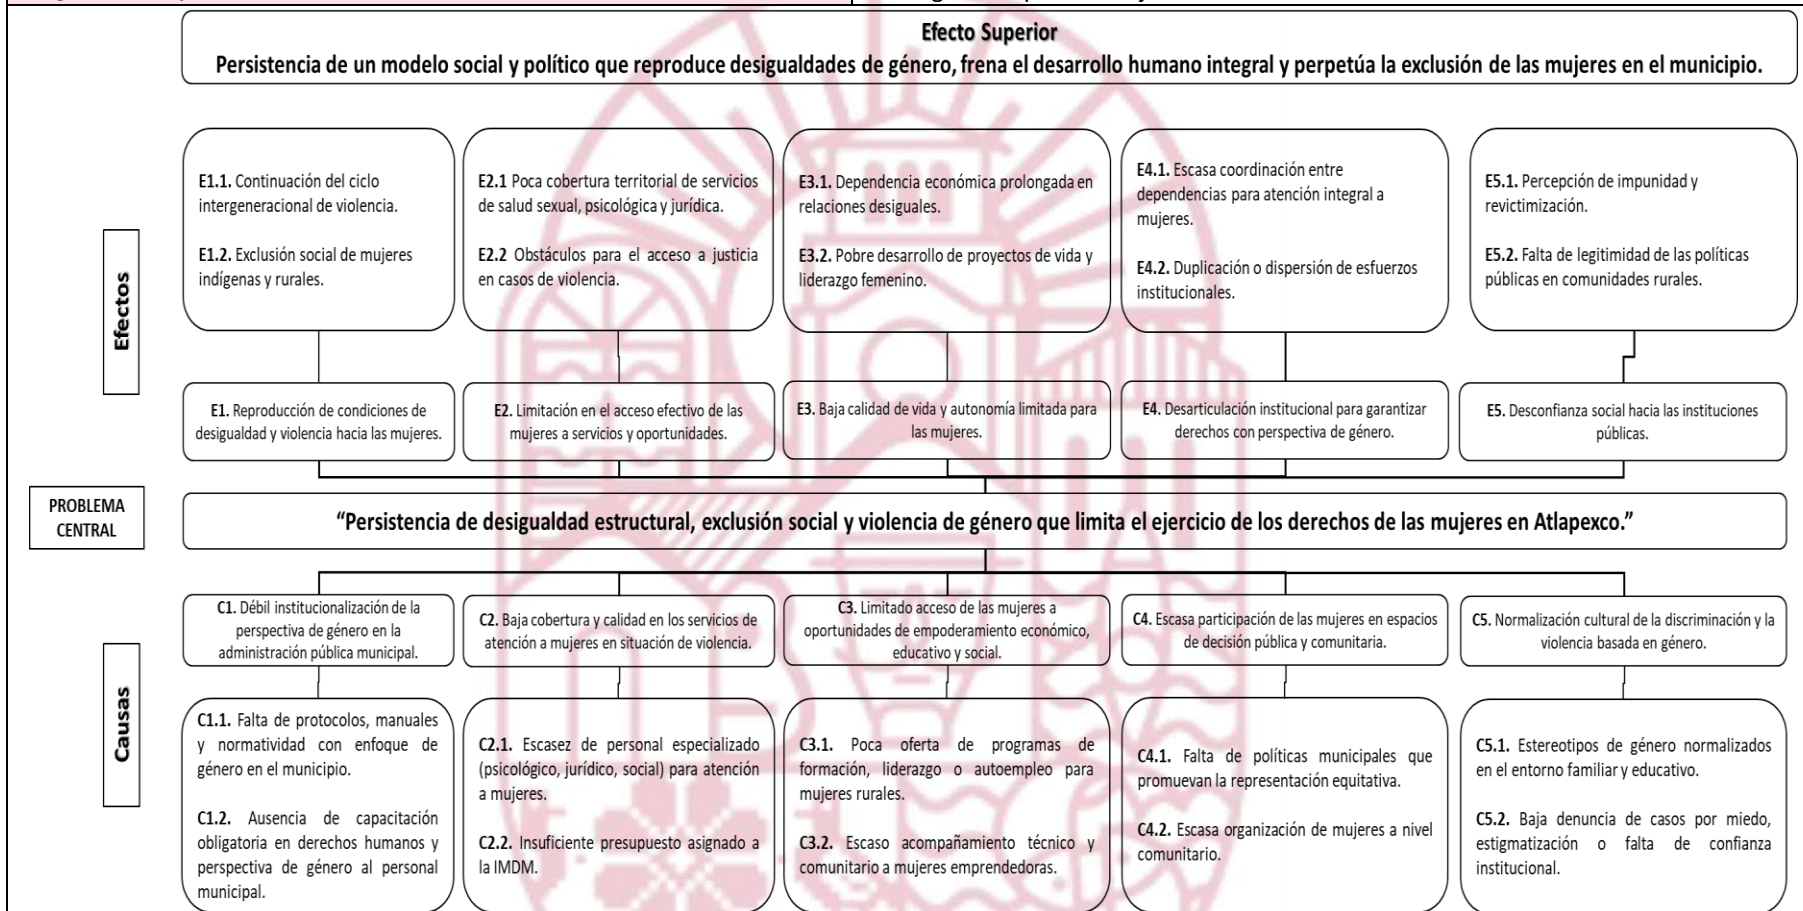 Efecto Superior
Persistencia de un modelo social y político que reproduce desigualdades de género, frena el desarrollo humano integral y perpetúa la exclusión de las mujeres en el municipio.
Efectos
E1.1. Continuación del ciclo
intergeneracional de violencia.
E1.2. Exclusión social de mujeres
indígenas y rurales.
E2.1 Poca cobertura territorial de servicios
de salud sexual, psicológica y jurídica.
E2.2 Obstáculos para el acceso a justicia
en casos de violencia.
E3.1. Dependencia económica prolongada en
relaciones desiguales.
E3.2. Pobre desarrollo de proyectos de vida y
liderazgo femenino.
E4.1. Escasa coordinación entre
dependencias para atención integral a
mujeres.
E4.2. Duplicación o dispersión de esfuerzos
institucionales.
E5.1. Percepción de impunidad y
revictimización.
E5.2. Falta de legitimidad de las políticas
públicas en comunidades rurales.
E1. Reproducción de condiciones de
desigualdad y violencia hacia las mujeres.
E2. Limitación en el acceso efectivo de las
mujeres a servicios y oportunidades.
E3. Baja calidad de vida y autonomía limitada para
las mujeres.
E4. Desarticulación institucional para garantizar
derechos con perspectiva de género.
E5. Desconfianza social hacia las instituciones
públicas.
PROBLEMA
CENTRAL
“Persistencia de desigualdad estructural, exclusión social y violencia de género que limita el ejercicio de los derechos de las mujeres en Atlapexco.”
Causas
C1. Débil institucionalización de la
perspectiva de género en la
administración pública municipal.
C2. Baja cobertura y calidad en los servicios de
atención a mujeres en situación de violencia.
C3. Limitado acceso de las mujeres a
oportunidades de empoderamiento económico,
educativo y social.
C4. Escasa participación de las mujeres en espacios
de decisión pública y comunitaria.
C5. Normalización cultural de la discriminación y la
violencia basada en género.
C1.1. Falta de protocolos, manuales
y normatividad con enfoque de
género en el municipio.
C1.2. Ausencia de capacitación
obligatoria en derechos humanos y
perspectiva de género al personal
municipal.
C2.1. Escasez de personal especializado
(psicológico, jurídico, social) para atención
a mujeres.
C2.2. Insuficiente presupuesto asignado a
la IMDM.
C3.1. Poca oferta de programas de
formación, liderazgo o autoempleo para
mujeres rurales.
C3.2. Escaso acompañamiento técnico y
comunitario a mujeres emprendedoras.
C4.1. Falta de políticas municipales que
promuevan la representación equitativa.
C4.2. Escasa organización de mujeres a nivel
comunitario.
C5.1. Estereotipos de género normalizados
en el entorno familiar y educativo.
C5.2. Baja denuncia de casos por miedo,
estigmatización o falta de confianza
institucional.